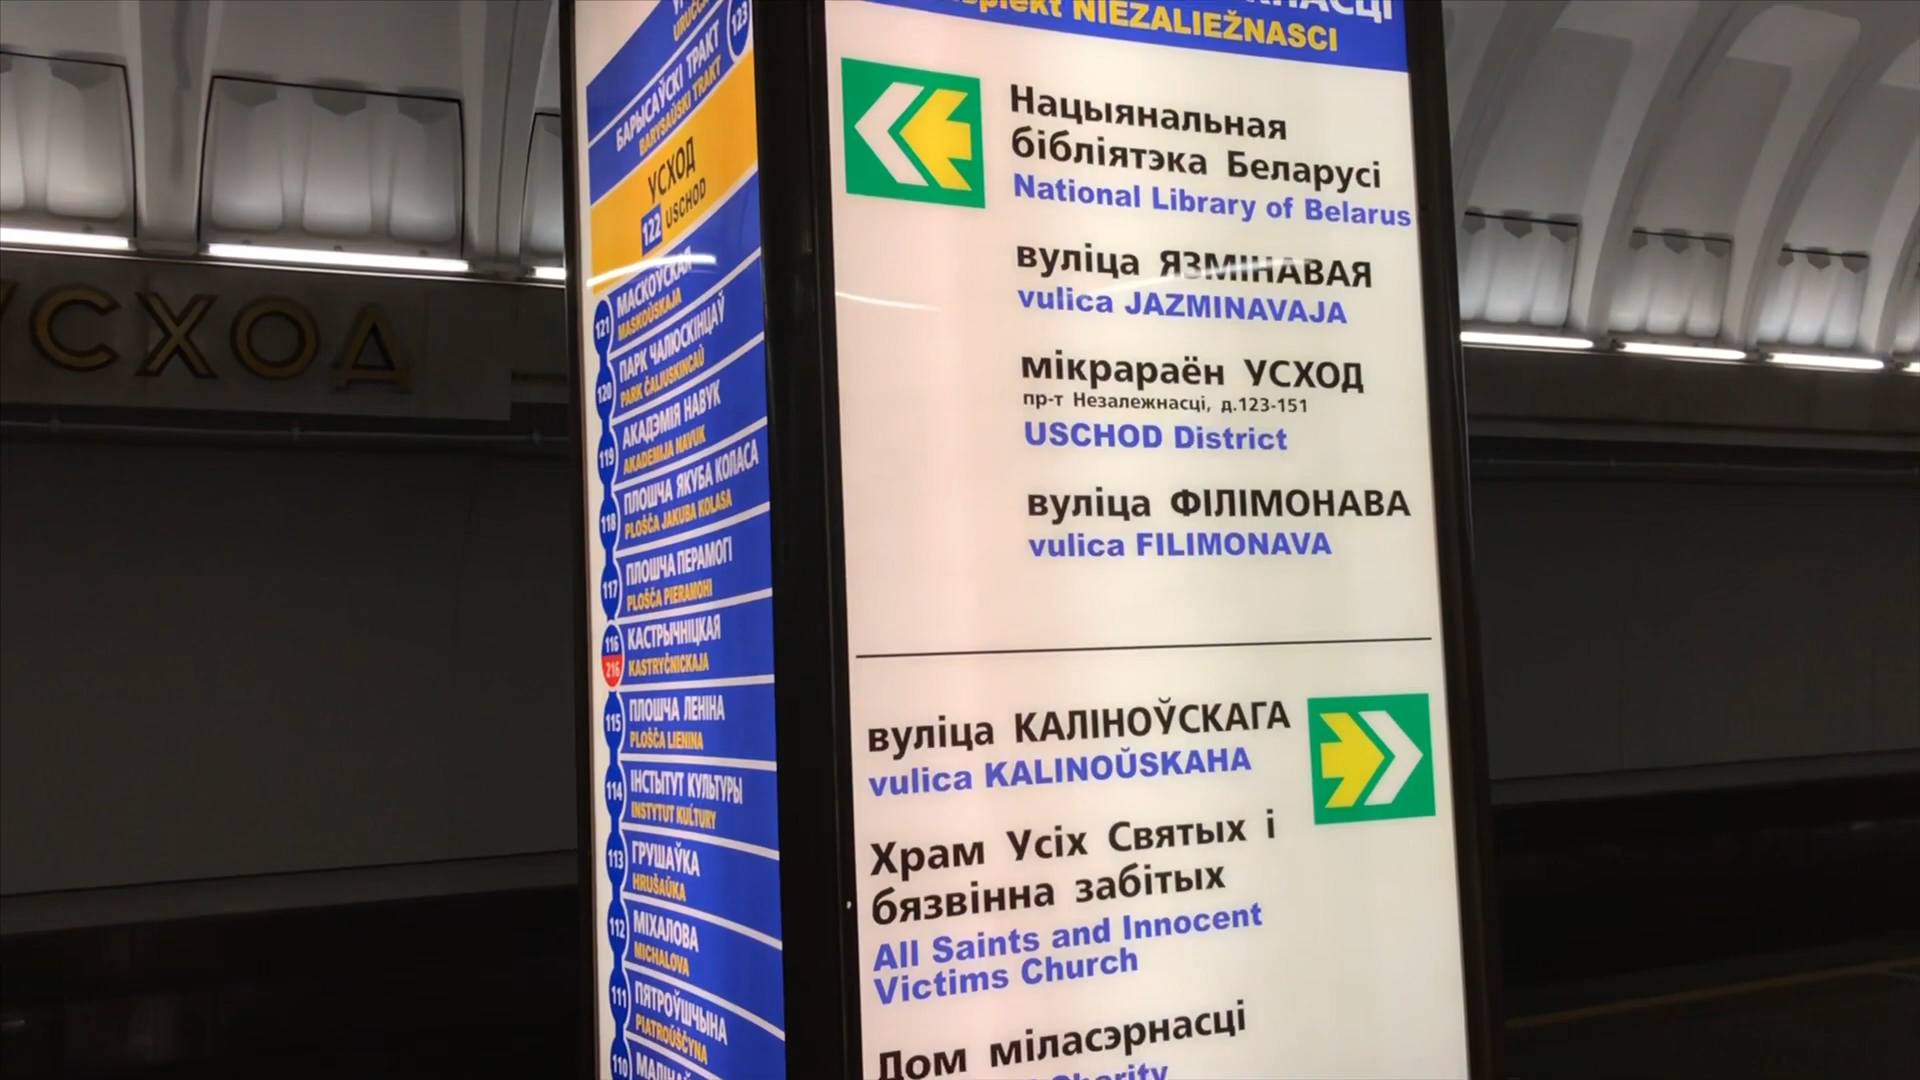 УСХОД
БАРЫСАЎСКІ ТРАКТ
BARYSAŬSKI TRAKT
123
УСХОД
122 USCHOD
121 МАСКОЎСКАЯ
MASKOŬSKAJA
120 ПАРК ЧАЛЮСКІНЦАЎ
PARK ČALIUSKINCAŬ
119 АКАДЭМІЯ НАВУК
AKADEMIJA NAVUK
118 ПЛОШЧА ЯКУБА КОЛАСА
PLOŠČA JAKUBA KOLASA
117 ПЛОШЧА ПЕРАМОГІ
PLOŠČA PIERAMOHI
116 КАСТРЫЧНІЦКАЯ
216 KASTRYČNICKAJA
115 ПЛОШЧА ЛЕНІНА
PLOŠČA LIENINA
114 ІНСТЫТУТ КУЛЬТУРЫ
INSTYTUT KUĹTURY
113 ГРУШАЎКА
HRUŠAŬKA
112 МІХАЛОВА
MICHALOVA
111 ПЯТРОЎШЧЫНА
PIATROŬŠČYNA
110
NIEZALIEŽNASCI
Нацыянальная
бібліятэка Беларусі
National Library of Belarus
вуліца ЯЗМІНАВАЯ
vulica JAZMINAVAJA
мікрараён УСХОД
пр-т Незалежнасці, д.123-151
USCHOD District
вуліца ФІЛІМОНАВА
vulica FILIMONAVA
вуліца КАЛІНОЎСКАГА
vulica KALINOŬSKAHA
Храм Усіх Святых і
бязвінна забітых
All Saints and Innocent
Victims Church
Дом міласэрнасці
Charity